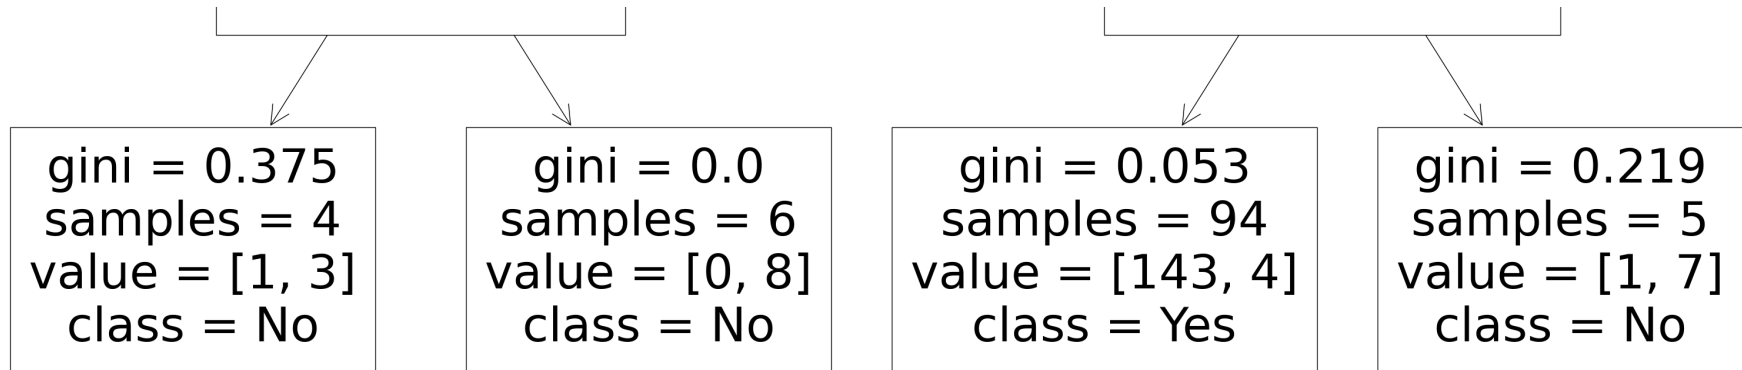 gini = 0.375
samples = 4
value = [1, 3]
class = No
gini = 0.0
samples = 6
value = [0, 8]
class = No
gini = 0.053
samples = 94
value = [143, 4]
class = Yes
gini = 0.219
samples = 5
value = [1, 7]
class = No